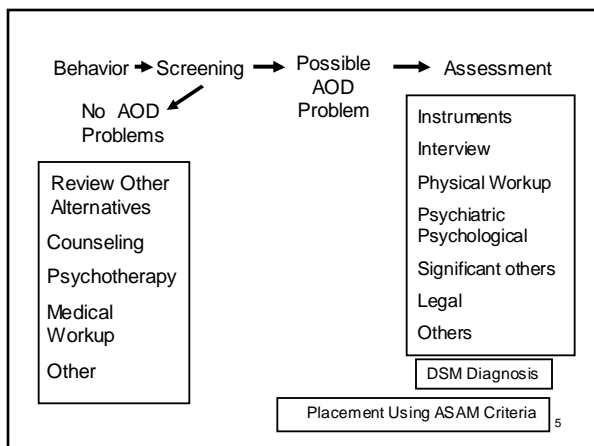 Behavior
Screening
Possible
AOD
Problem
Assessment
No AOD
Problems
Review Other
Alternatives
Counseling
Psychotherapy
Medical
Workup
Other
Instruments
Interview
Physical Workup
Psychiatric
Psychological
Significant others
Legal
Others
DSM Diagnosis
Placement Using ASAM Criteria
5